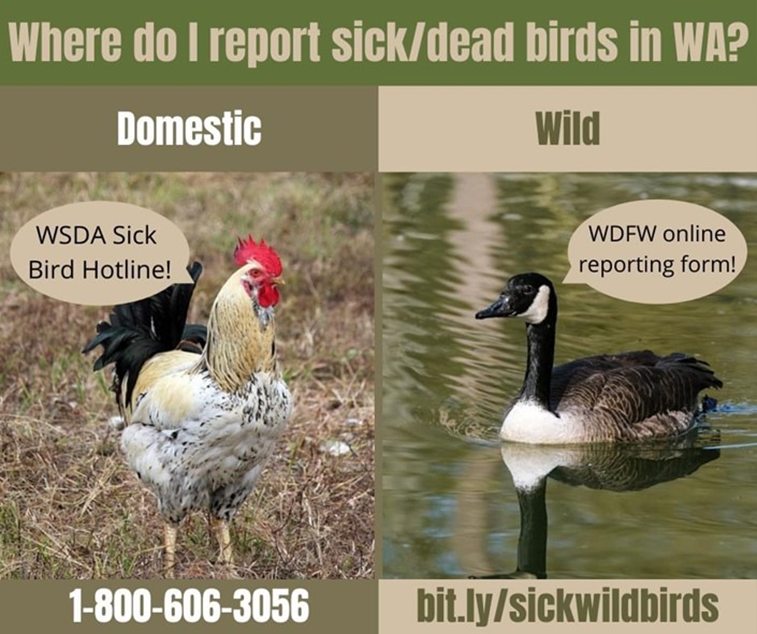 Where do I report sick/dead birds in WA?
Domestic
Wild
WSDA Sick
Bird Hotline!
WDFW online
reporting form!
1-800-606-3056
bit.ly/sickwildbirds